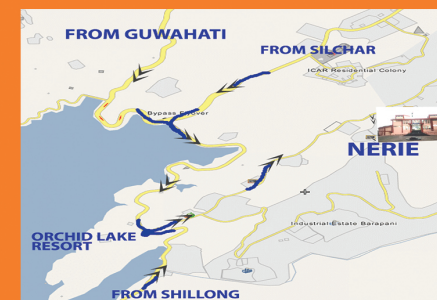 FROM GUWAHATI
FROM SILCHAR
ICAR Residential Colony
Bypass Flyover
NERIE
Industrial Estate Barapani
ORCHID LAKE
RESORT
FROM SHILLONG